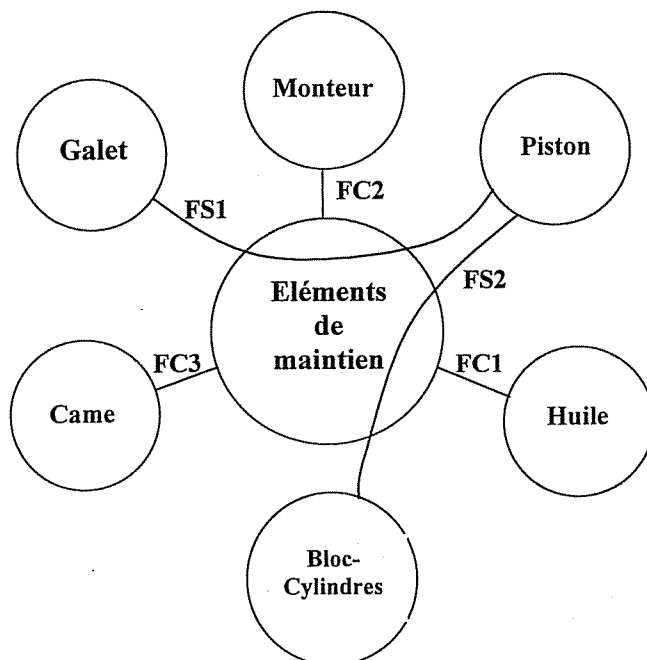 Monteur
Galet
Piston
FC2
FS1
FS2
Eléments
de
maintien
FC3
FC1
Came
Huile
Bloc-
Cylindres